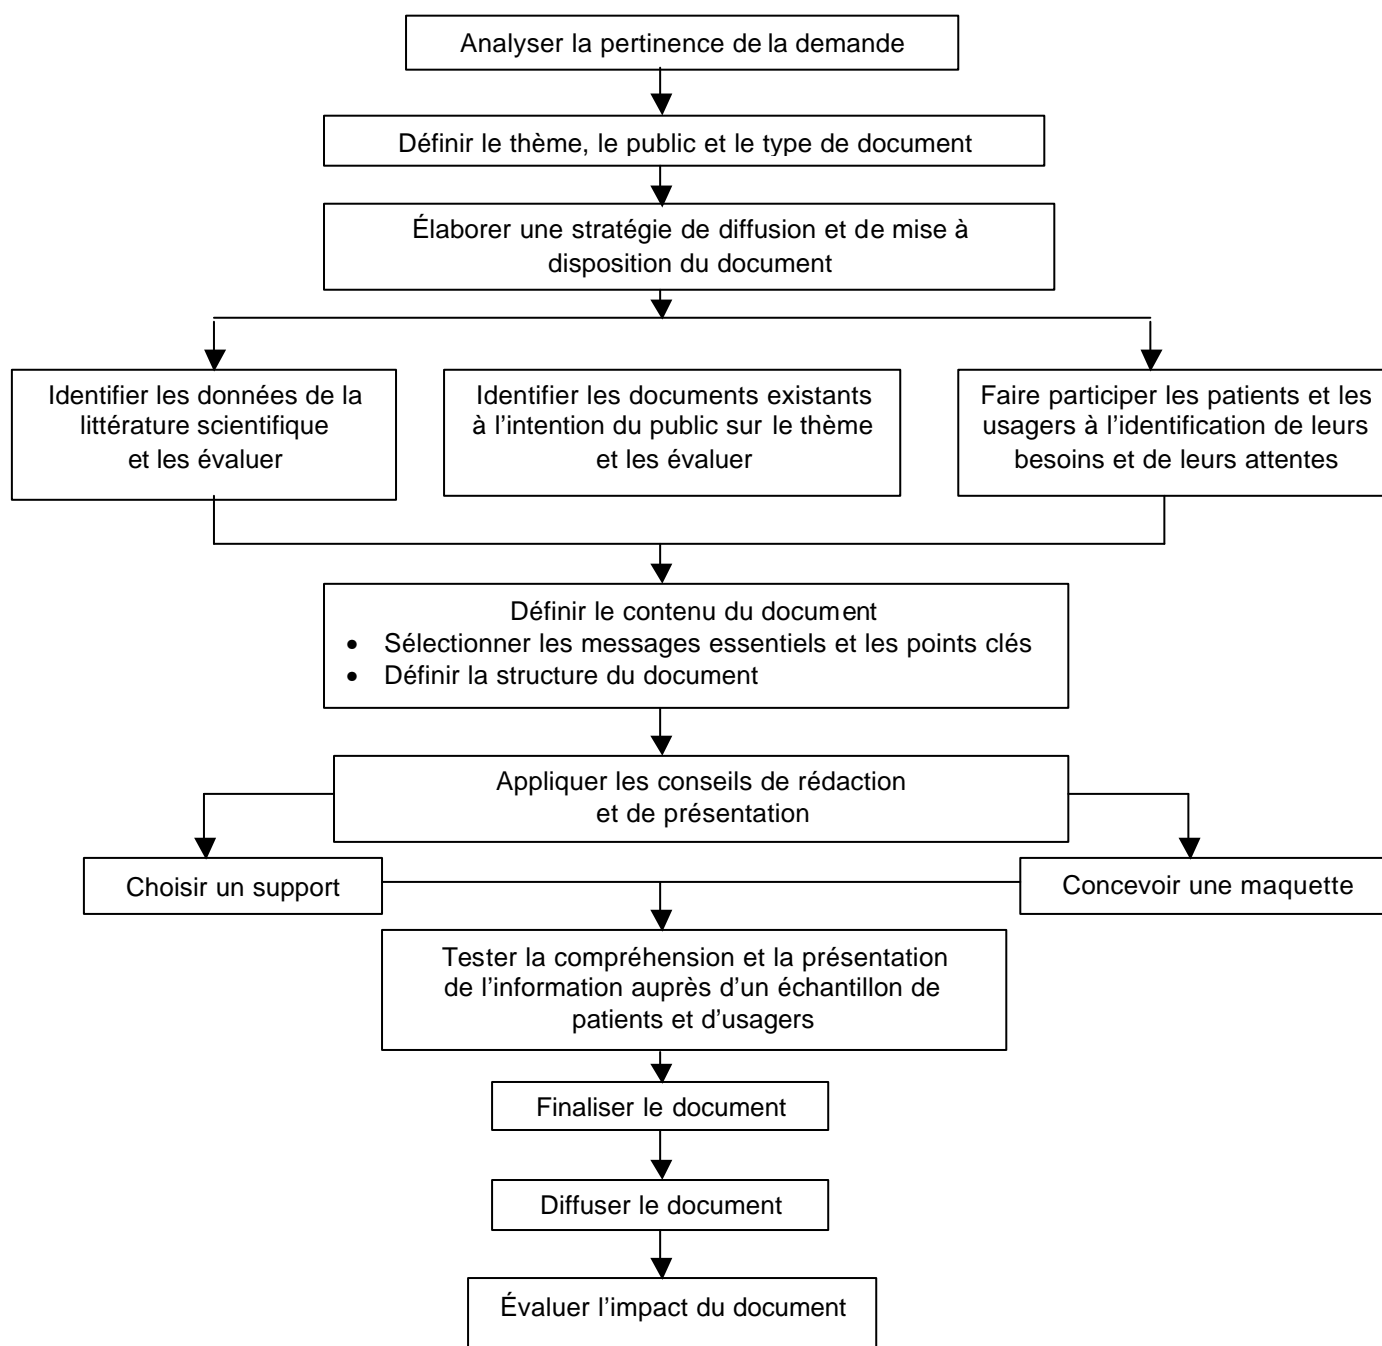 Analyser la pertinence de la demande
Définir le thème, le public et le type de document
Élaborer une stratégie de diffusion et de mise à
disposition du document
Identifier les données de la
littérature scientifique
et les évaluer
Identifier les documents existants
à l’intention du public sur le thème
et les évaluer
Faire participer les patients et les
usagers à l’identification de leurs
besoins et de leurs attentes
Définir le contenu du document
• Sélectionner les messages essentiels et les points clés
• Définir la structure du document
Appliquer les conseils de rédaction
et de présentation
Choisir un support
Concevoir une maquette
Tester la compréhension et la présentation
de l’information auprès d’un échantillon de
patients et d’usagers
Finaliser le document
Diffuser le document
Évaluer l’impact du document